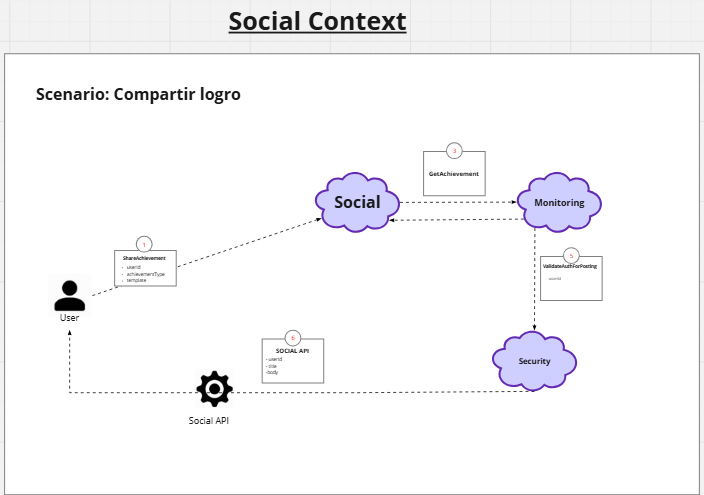 Social Context
Scenario: Compartir logro
3
GetAchievement
Social
Monitoring
1
ShareAchievement
- userId
- achievementType
- template
5
ValidateAuthForPosting
- userId
User
6
SOCIAL API
- userId
- title
-body
Security
Social API